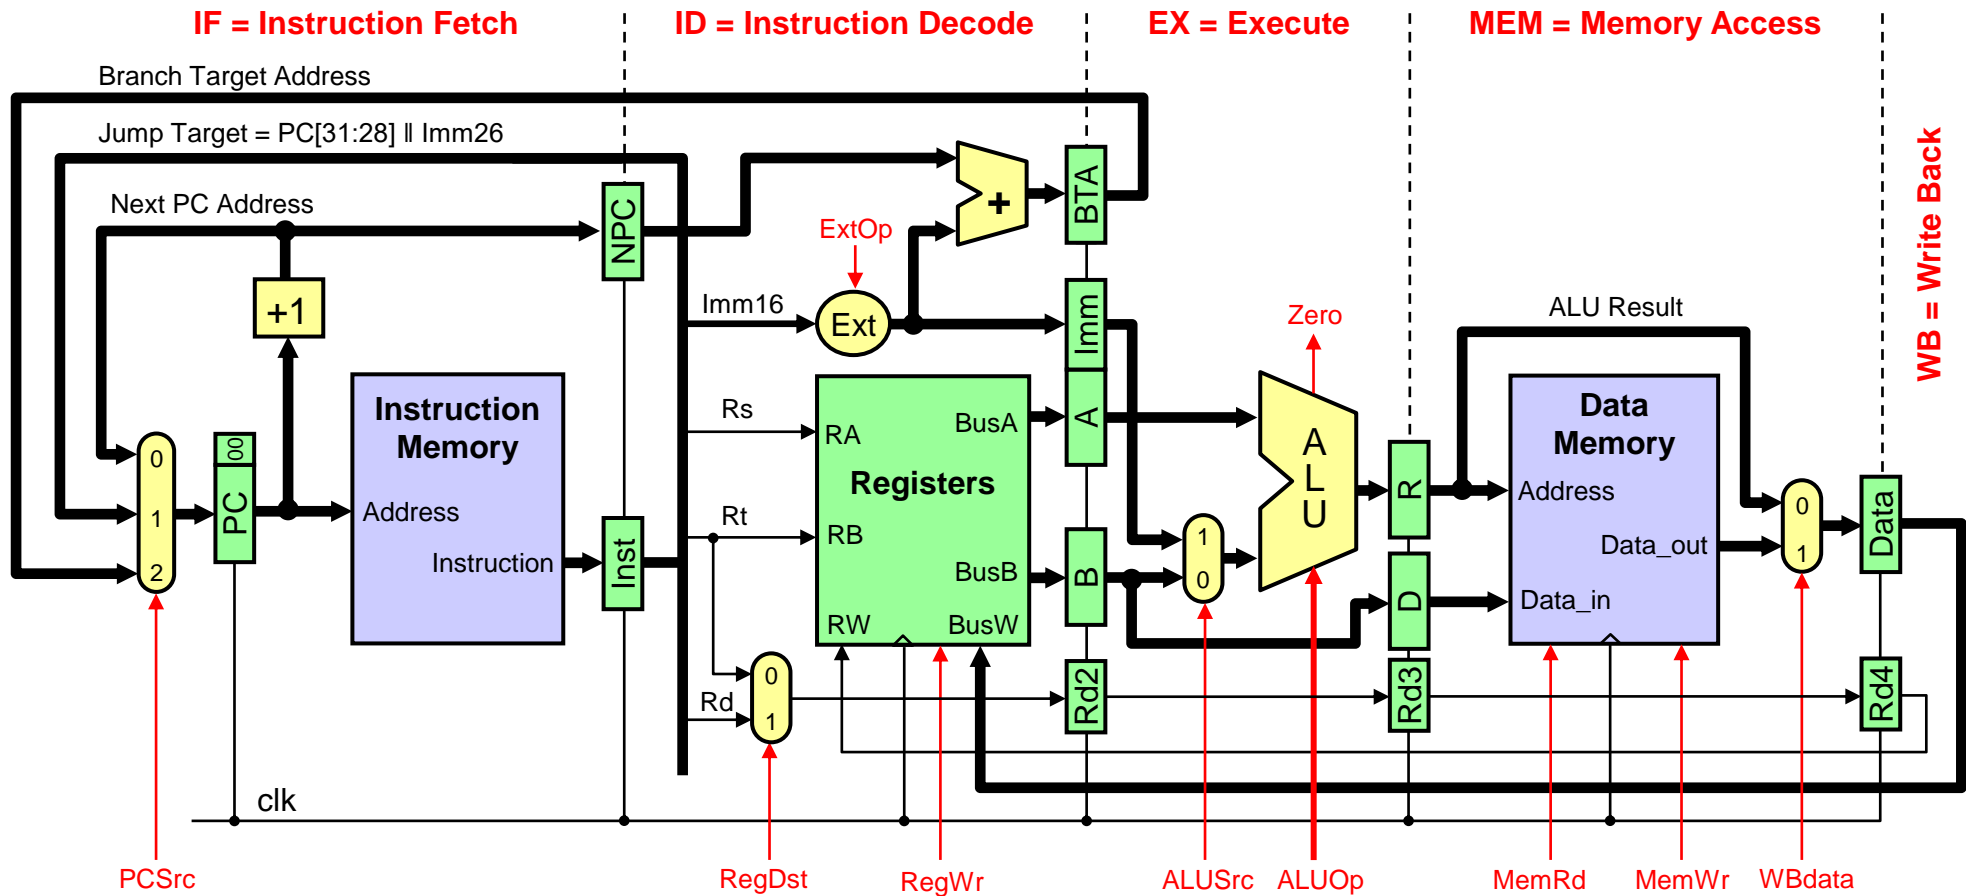 IF = Instruction Fetch
ID = Instruction Decode
EX = Execute
MEM = Memory Access
WB = Write Back
Branch Target Address
Jump Target = PC[31:28] ‖ Imm26
Next PC Address
NPC
+
BTA
ExtOp
+1
Imm16
Ext
Imm
Zero
ALU Result
Instruction
Memory
Address
Instruction
0
1
2
00
PC
Inst
Rs
Rt
Rd
RA
BusA
Registers
RB
BusB
RW
BusW
A
B
0
1
Rd2
1
0
A
L
U
R
D
Rd3
Data
Memory
Address
Data_out
Data_in
0
1
Data
Rd4
clk
PCSrc
RegDst
RegWr
ALUSrc
ALUOp
MemRd
MemWr
WBdata